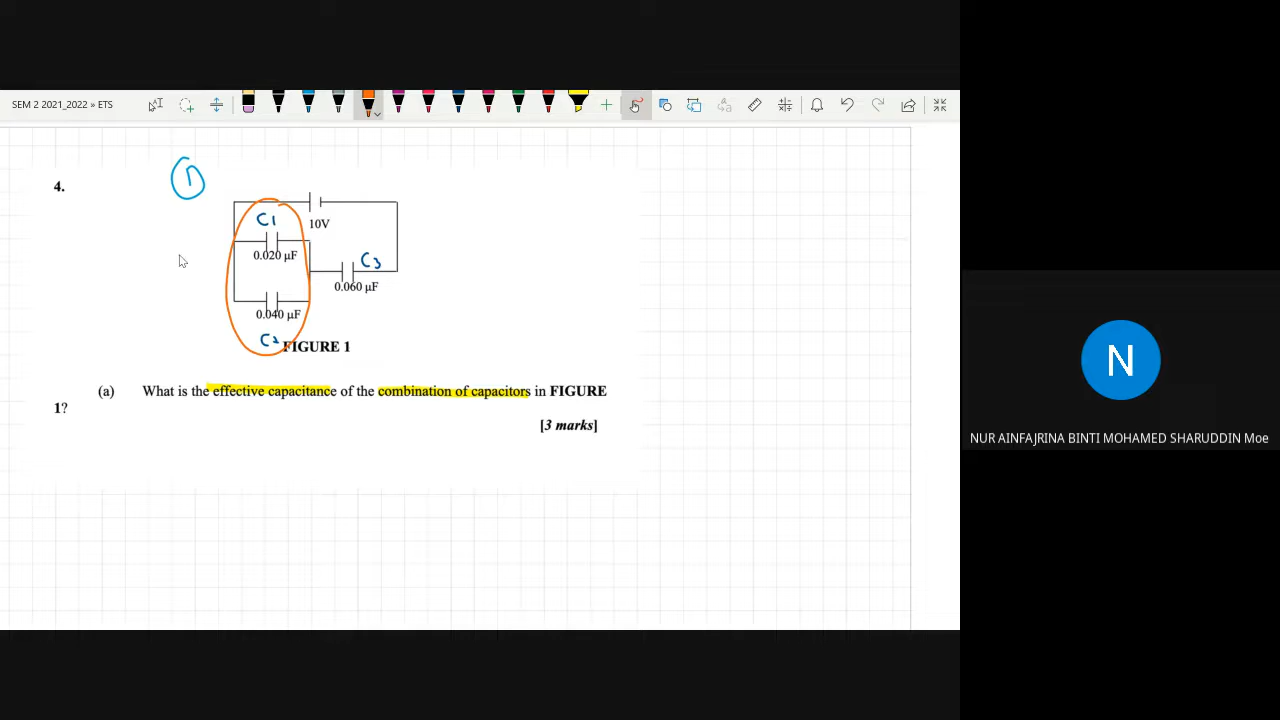 SEM 2 2021_2022 » ETS
1
4.
C1
10V
0.020 µF
C3
0.060 µF
0.040 µF
C2
FIGURE 1
(a) What is the effective capacitance of the combination of capacitors in FIGURE
1?
[3 marks]
N
NUR AINFAJRINA BINTI MOHAMED SHARUDDIN Moe